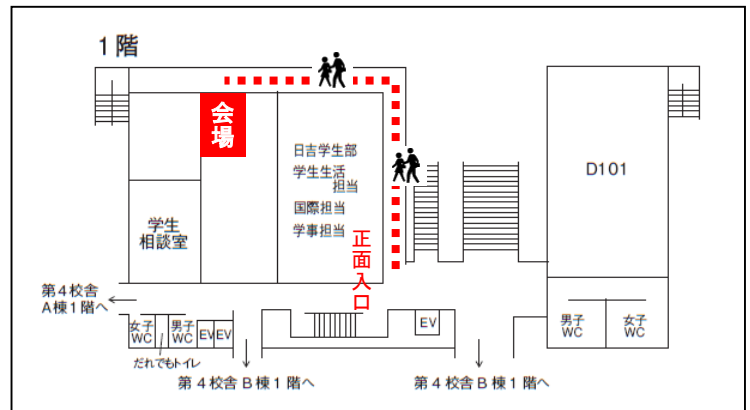 1階
会場
日吉学生部
学生生活
担当
国際担当
学事担当
D101
学生
相談室
正面入口
第4校舎
A棟1階へ
女子
WC
男子
WC
EV
EV
EV
男子
WC
女子
WC
だれでもトイレ
第4校舎B棟1階へ
第4校舎B棟1階へ